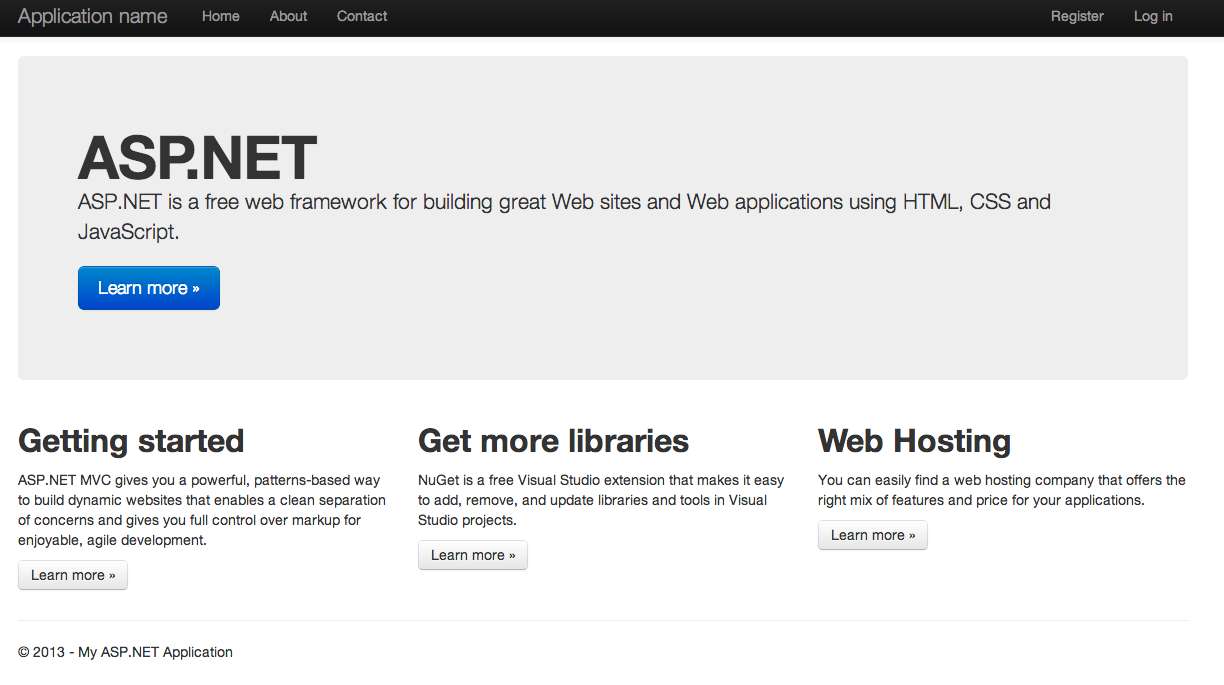 Application name Home About Contact Register Log in
ASP.NET
ASP.NET is a free web framework for building great Web sites and Web applications using HTML, CSS and
JavaScript.
Learn more »
Getting started
ASP.NET MVC gives you a powerful, patterns-based way
to build dynamic websites that enables a clean separation
of concerns and gives you full control over markup for
enjoyable, agile development.
Learn more »
Get more libraries
NuGet is a free Visual Studio extension that makes it easy
to add, remove, and update libraries and tools in Visual
Studio projects.
Learn more »
Web Hosting
You can easily find a web hosting company that offers the
right mix of features and price for your applications.
Learn more »
© 2013 - My ASP.NET Application